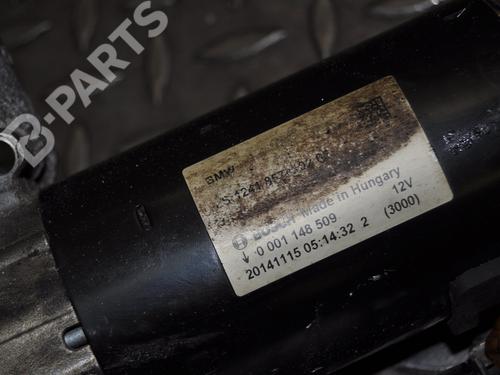 B-PARTS
BMW
BOSCH Made in Hungary
0 001 148 509 12V
20141115 05:14:32 2 (3000)